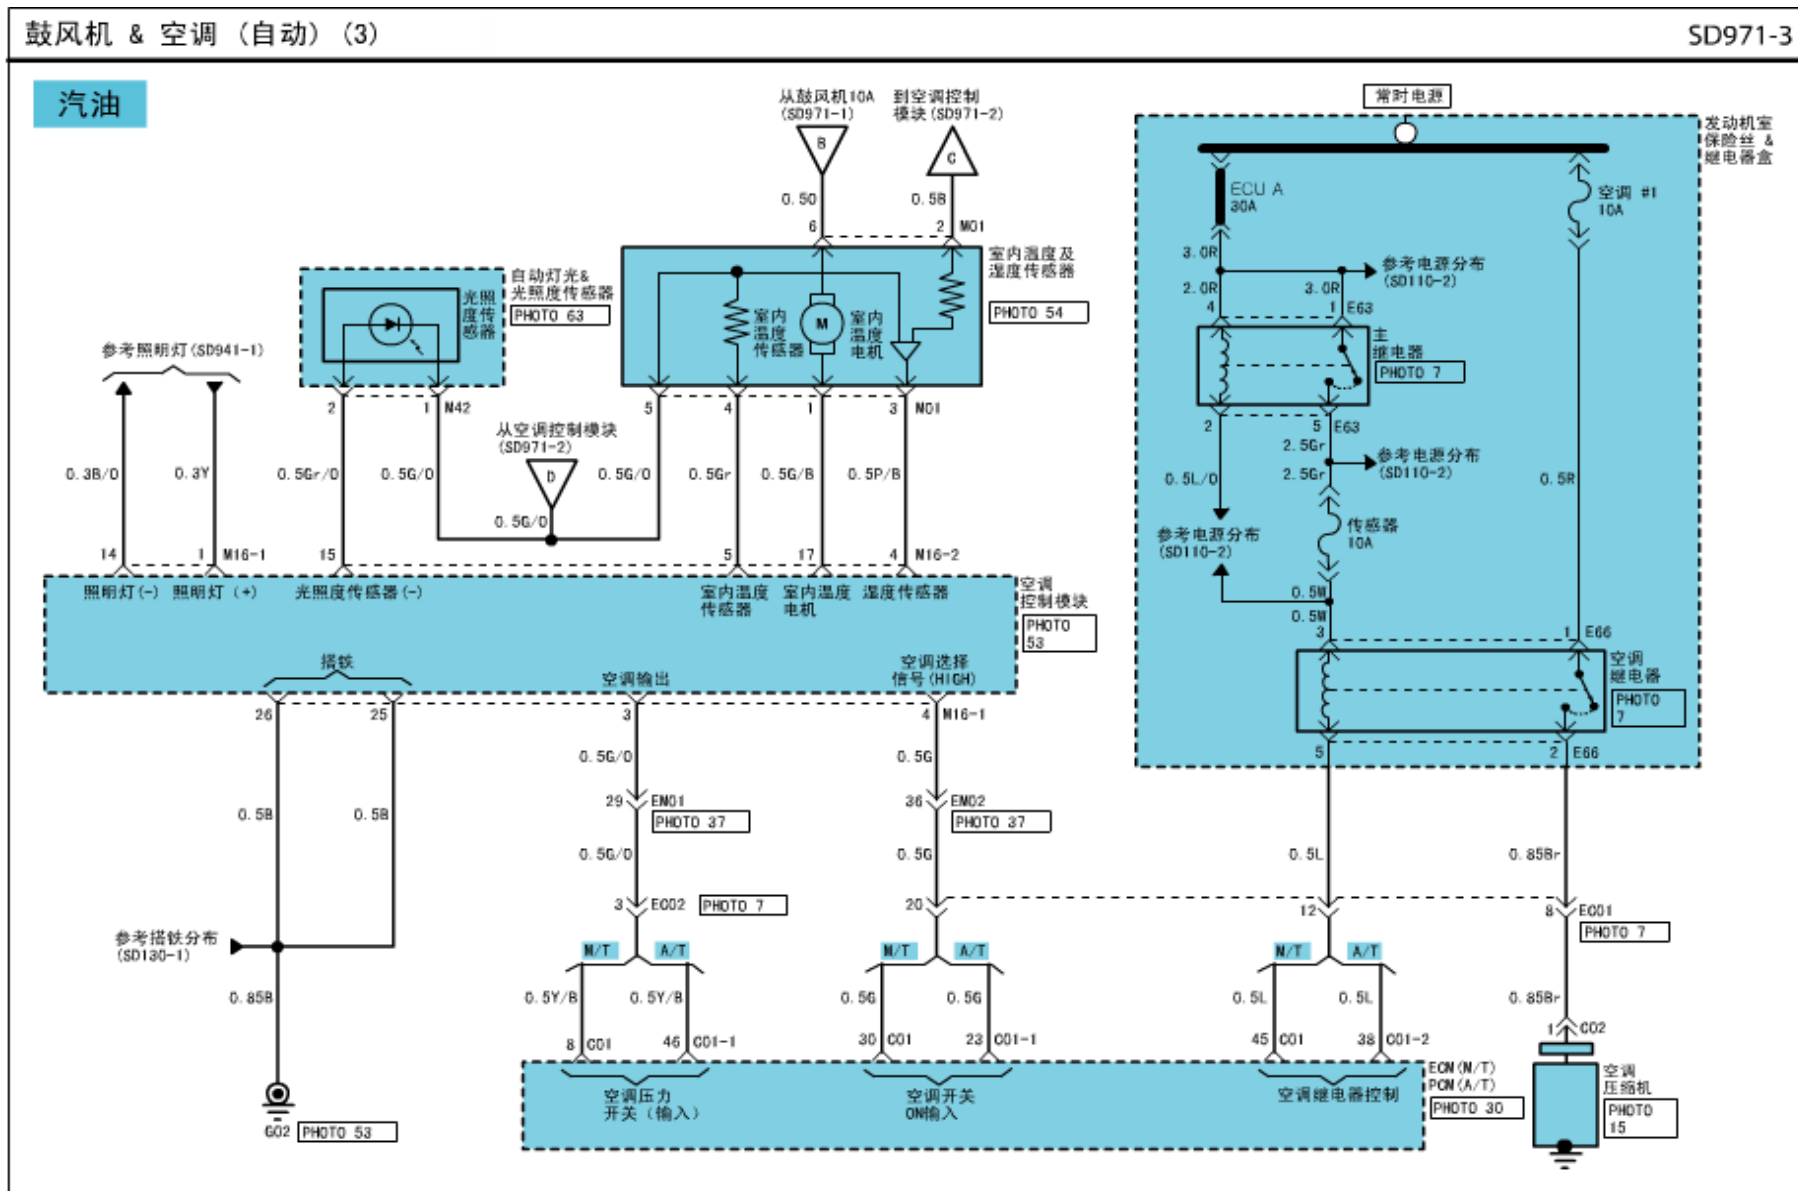 鼓风机 & 空调 (自动) (3)
SD971-3
汽油
从鼓风机10A
(SD971-1)
到空调控制
模块(SD971-2)
B
C
0.5O
0.5B
6
2
M01
常时电源
发动机室
保险丝 &
继电器盒
ECU A
30A
空调 #1
10A
3.0R
参考电源分布
(SD110-2)
2.0R
3.0R
4
1
E63
主
继电器
PHOTO 7
2
5
E63
2.5Gr
参考电源分布
(SD110-2)
2.5Gr
0.5L/O
0.5R
参考电源分布
(SD110-2)
传感器
10A
0.5W
0.5W
3
1
E66
空调
继电器
PHOTO
7
5
2
E66
自动灯光&
光照度传感器
PHOTO 63
光照
度传
感器
室内温度及
湿度传感器
PHOTO 54
室内
温度
传感器
M
室内
温度
电机
参考照明灯(SD941-1)
2
1
M42
5
4
1
3
M01
从空调控制模块
(SD971-2)
D
0.3B/O
0.3Y
0.5Gr/O
0.5G/O
0.5G/O
0.5Gr
0.5G/B
0.5P/B
0.5G/O
14
1
M16-1
15
5
17
4
M16-2
照明灯(-)
照明灯 (+)
光照度传感器(-)
室内温度
传感器
室内温度
电机
湿度传感器
空调
控制模块
PHOTO
53
搭铁
空调输出
空调选择
信号(HIGH)
26
25
3
4
M16-1
0.5G/O
0.5G
0.5B
0.5B
29
EM01
PHOTO 37
36
EM02
PHOTO 37
0.5G/O
0.5G
0.5L
0.85Br
3
EC02
PHOTO 7
20
12
8
EC01
PHOTO 7
参考搭铁分布
(SD130-1)
M/T
A/T
M/T
A/T
M/T
A/T
0.85B
0.5Y/B
0.5Y/B
0.5G
0.5G
0.5L
0.5L
0.85Br
8
C01
46
C01-1
30
C01
23
C01-1
45
C01
38
C01-2
1
C02
空调压力
开关 (输入)
空调开关
ON输入
空调继电器控制
ECM(M/T)
PCM(A/T)
PHOTO 30
空调
压缩机
PHOTO
15
G02
PHOTO 53